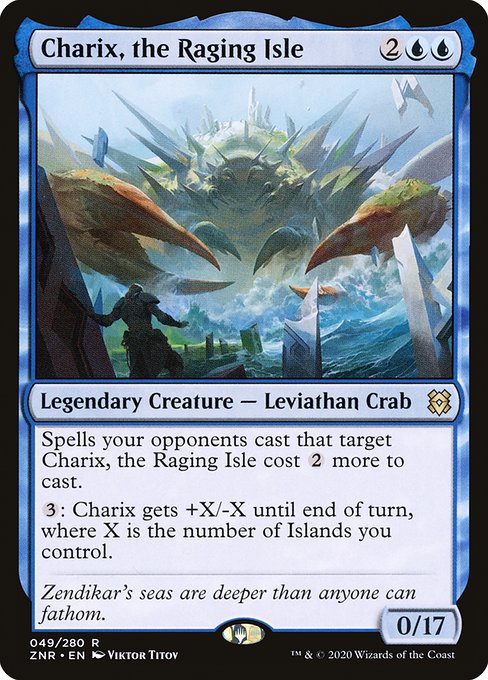 Charix, the Raging Isle 2
Legendary Creature — Leviathan Crab
Spells your opponents cast that target
Charix, the Raging Isle cost 2 more to
cast.
3: Charix gets +X/-X until end of turn,
where X is the number of Islands you
control.
Zendikar's seas are deeper than anyone can
fathom.
0/17
049/280 R
ZNR • EN Viktor Titov
™ & © 2020 Wizards of the Coast